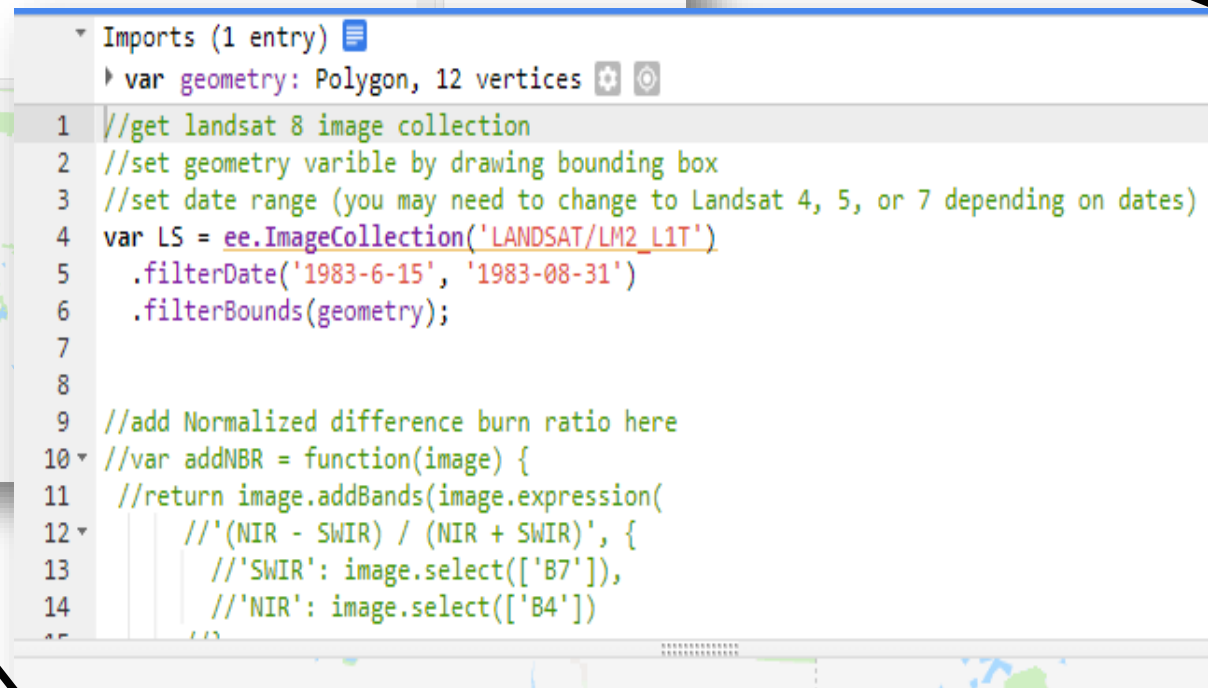 Imports (1 entry)
var geometry: Polygon, 12 vertices
1 //get landsat 8 image collection
2 //set geometry varible by drawing bounding box
3 //set date range (you may need to change to Landsat 4, 5, or 7 depending on dates)
4 var LS = ee.ImageCollection('LANDSAT/LM2_L1T')
5 .filterDate('1983-6-15', '1983-08-31')
6 .filterBounds(geometry);
7
8
9 //add Normalized difference burn ratio here
10 //var addNBR = function(image) {
11 //return image.addBands(image.expression(
12 //'(NIR - SWIR) / (NIR + SWIR)', {
13 //'SWIR': image.select(['B7']),
14 //'NIR': image.select(['B4'])